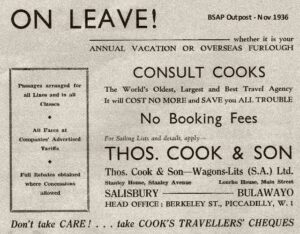 ON LEAVE!
BSAP Outpost - Nov 1936
whether it is your
ANNUAL VACATION OR OVERSEAS FURLOUGH
Passages arranged for
all Lines and in all
Classes
All Fares at
Companies' Advertised
Tariffs.
Full Rebates obtained
where Concessions
allowed
CONSULT COOKS
The World's Oldest, Largest and Best Travel Agency
It will COST NO MORE and SAVE you ALL TROUBLE
No Booking Fees
For Sailing Lists and details, apply—
THOS. COOK & SON
Thos. Cook & Son—Wagons-Lits (S.A.) Ltd.
Stanley House, Stanley Avenue
Lonrho House, Main Street
SALISBURY
BULAWAYO
HEAD OFFICE: BERKELEY ST., PICCADILLY, W. 1
Don't take CARE! . . . take COOK'S TRAVELLERS' CHEQUES